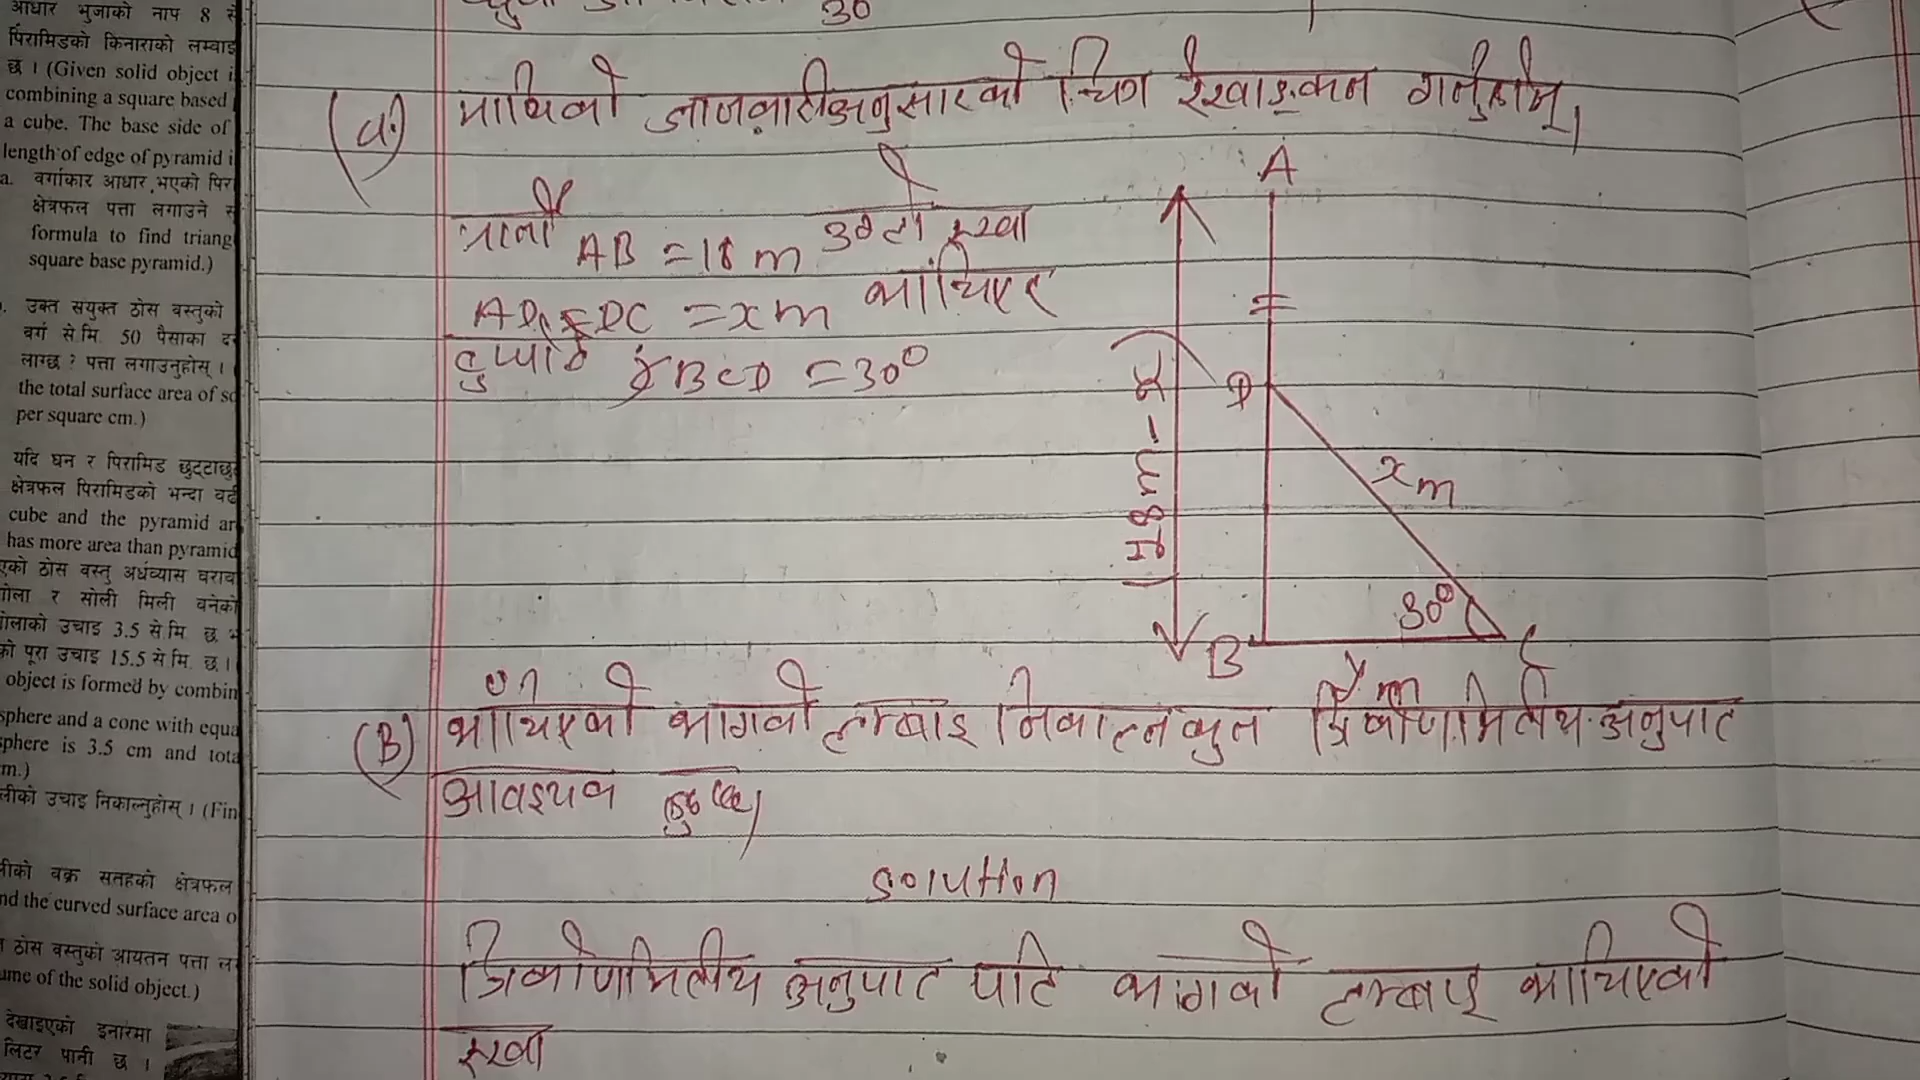 आधार भुजाको नाप 8 से
पिरामिडको किनाराको लम्बाइ
छ । (Given solid object i
combining a square based
a cube. The base side of
length of edge of pyramid i
a. वर्गाकार आधार भएको पिर
क्षेत्रफल पत्ता लगाउने स
formula to find triang
square base pyramid.)
उक्त संयुक्त ठोस वस्तुको
वर्ग से.मि. 50 पैसाका द
लाग्छ ? पत्ता लगाउनुहोस् ।
the total surface area of so
per square cm.)
यदि घन र पिरामिड छुट्टाछु
क्षेत्रफल पिरामिडको भन्दा बढ
cube and the pyramid ar
has more area than pyramid
एको ठोस वस्तु अर्धव्यास बराब
गोला र सोली मिली बनेको
गोलाको उचाइ 3.5 से.मि. छ
को पूरा उचाइ 15.5 से.मि. छ ।
object is formed by combin
sphere and a cone with equa
sphere is 3.5 cm and tota
m.)
लीको उचाइ निकाल्नुहोस् । (Fin
नीको वक्र सतहको क्षेत्रफल
nd the curved surface area o
ठोस वस्तुको आयतन पत्ता ल
ume of the solid object.)
देखाइएको इनारमा
लिटर पानी छ ।
30
(a.) माथिको जानकारीअनुसारको चित्र रेखाङ्कन गर्नुहोस्।
मानौ AB = 18 m रुखा
AD = DC = x m भाँचिएर
∠BCD = 30°
A
D
x m
18 m
30°
B
C
y m
(B) भाँचिएको भागको लम्बाइ निकाल्न कुन त्रिकोणमितीय अनुपात
आवश्यक हुन्छ।
solution
त्रिकोणमितीय अनुपात भागको लम्बाइ भाँचिएको
रुखा